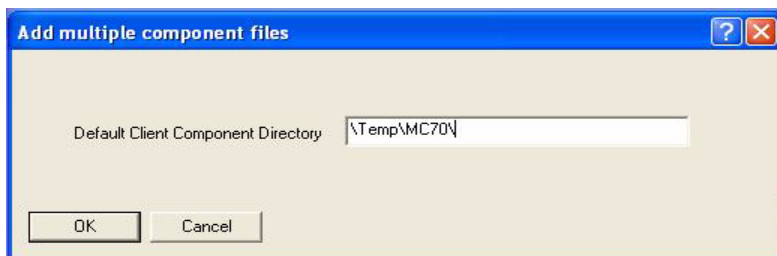 Add multiple component files
Default Client Component Directory \Temp\MC70\
OK Cancel